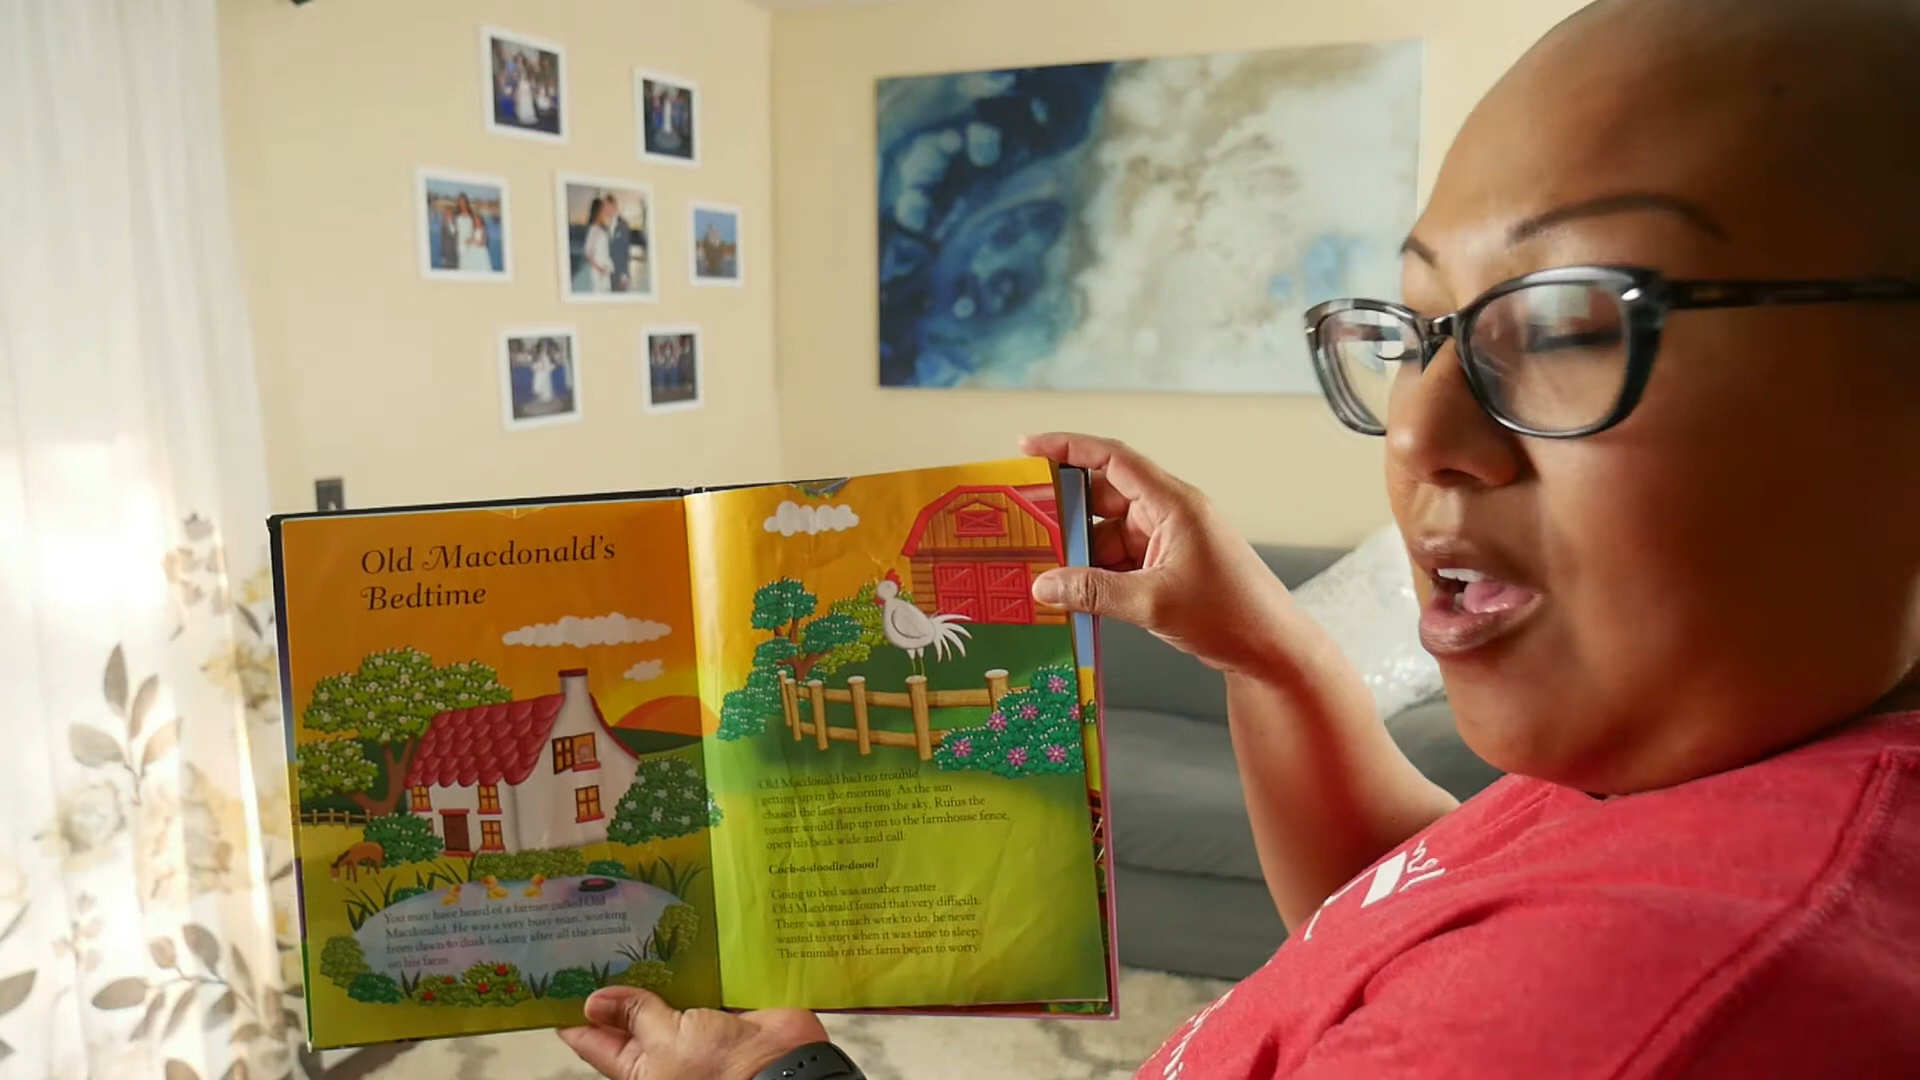 Old Macdonald's
Bedtime
You may have heard of a farmer called Old
Macdonald. He was a very busy man, working
from dawn to dusk looking after all the animals
on his farm.
Old Macdonald had no trouble
getting up in the morning. As the sun
chased the last stars from the sky, Rufus the
rooster would flap up on to the farmhouse fence,
open his beak wide and call:
Cock-a-doodle-dooo!
Going to bed was another matter.
Old Macdonald found that very difficult.
There was so much work to do, he never
wanted to stop when it was time to sleep.
The animals on the farm began to worry.